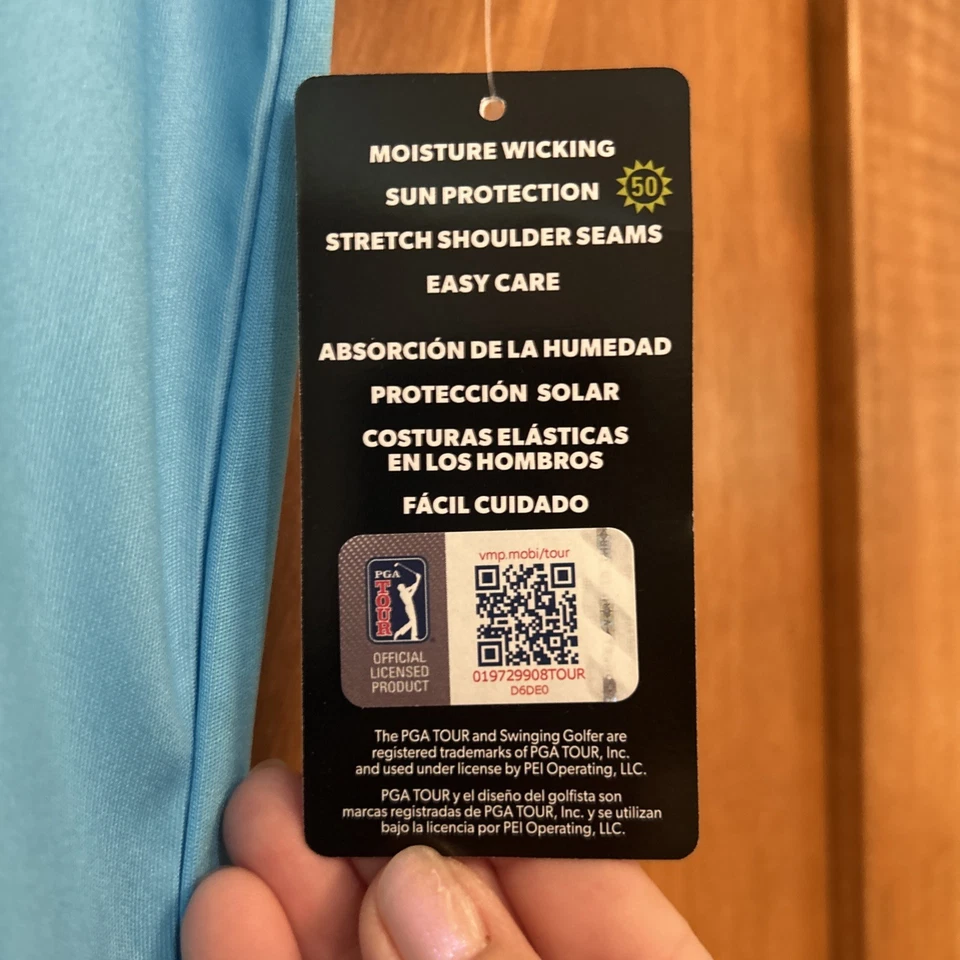 MOISTURE WICKING
SUN PROTECTION 50
STRETCH SHOULDER SEAMS
EASY CARE
ABSORCIÓN DE LA HUMEDAD
PROTECCIÓN SOLAR
COSTURAS ELÁSTICAS
EN LOS HOMBROS
FÁCIL CUIDADO
vmp.mobi/tour
PGA
TOUR
OFFICIAL
LICENSED
PRODUCT
019729908TOUR
D6DE0
The PGA TOUR and Swinging Golfer are
registered trademarks of PGA TOUR, Inc.
and used under license by PEI Operating, LLC.
PGA TOUR y el diseño del golfista son
marcas registradas de PGA TOUR, Inc. y se utilizan
bajo la licencia por PEI Operating, LLC.